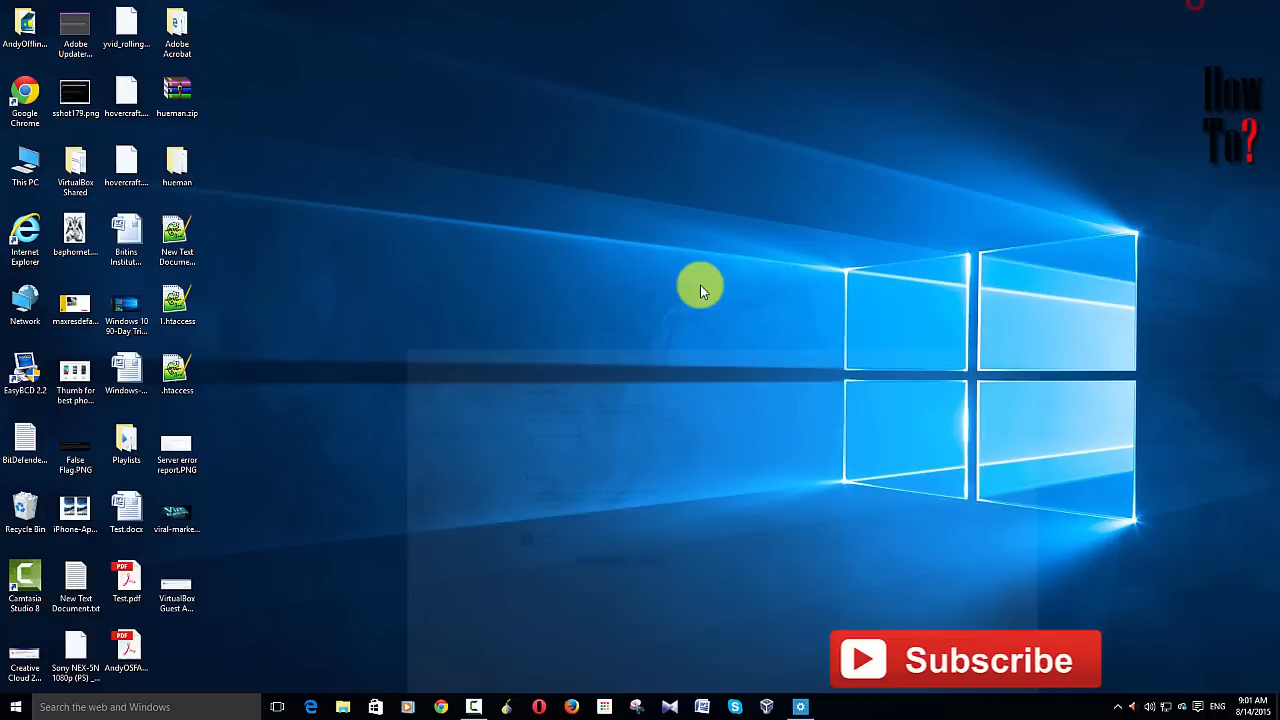 AndyOfflin...
Adobe Updater...
yvid_rolling...
Adobe Acrobat
How
To?
Google Chrome
sshot179.png
hovercraft....
hueman.zip
This PC
VirtualBox Shared
hovercraft....
hueman
Internet Explorer
baphomet....
Britins Institut...
New Text Docume...
Network
maxresdefa...
Windows 10 90-Day Tri...
1.htaccess
EasyBCD 2.2
Thumb for best pho...
Windows-...
.htaccess
BitDefende...
False Flag.PNG
Playlists
Server error report.PNG
Recycle Bin
iPhone-Ap...
Test.docx
viral-marke...
Camtasia Studio 8
New Text Document.txt
PDF
Test.pdf
VirtualBox Guest A...
Creative Cloud 2...
Sony NEX-5N 1080p (PS) _...
PDF
AndyOSFA...
Subscribe
Search the web and Windows
ENG
9:01 AM
8/14/2015